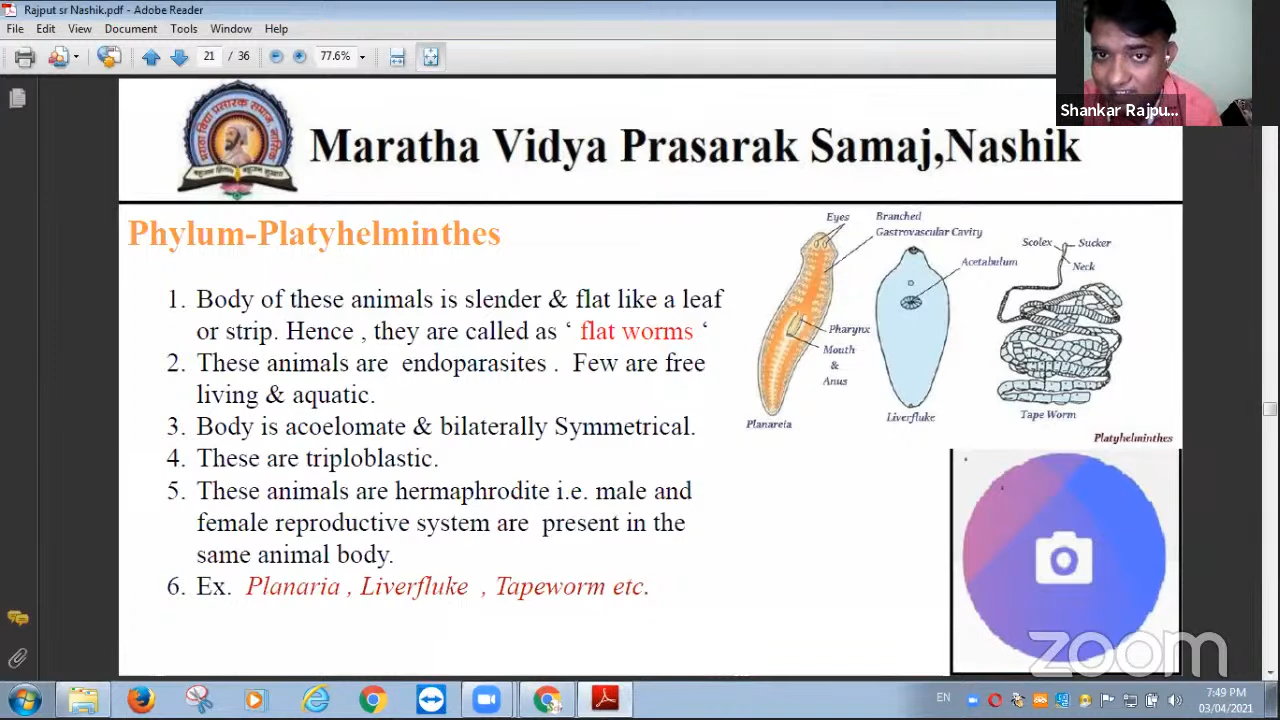 Rajput sr Nashik.pdf - Adobe Reader
File Edit View Document Tools Window Help
21 / 36 77.6%
Shankar Rajpu...
Maratha Vidya Prasarak Samaj,Nashik
Phylum-Platyhelminthes
1. Body of these animals is slender & flat like a leaf
or strip. Hence , they are called as ‘ flat worms ‘
2. These animals are endoparasites . Few are free
living & aquatic.
3. Body is acoelomate & bilaterally Symmetrical.
4. These are triploblastic.
5. These animals are hermaphrodite i.e. male and
female reproductive system are present in the
same animal body.
6. Ex. Planaria , Liverfluke , Tapeworm etc.
Eyes
Branched
Gastrovascular Cavity
Acetabulum
Pharynx
Mouth
&
Anus
Planareia
Liverfluke
Scolex
Sucker
Neck
Tape Worm
Platyhelminthes
zoom
EN
7:49 PM
03/04/2021